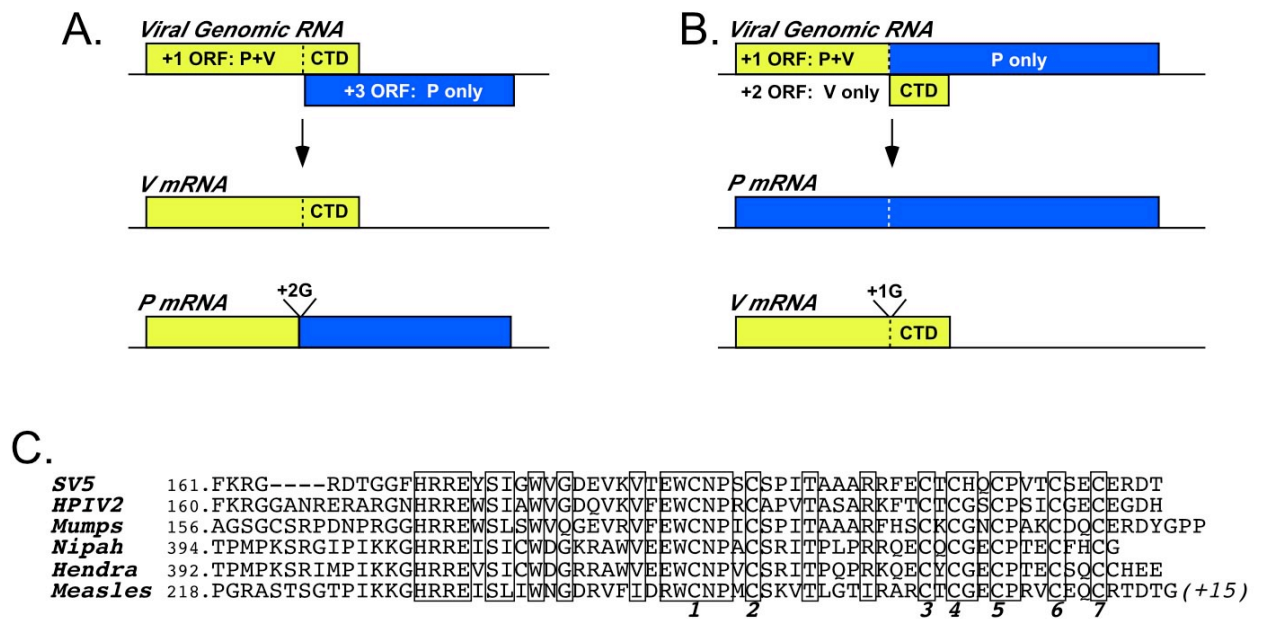 A.
Viral Genomic RNA
+1 ORF: P+V CTD
+3 ORF: P only
V mRNA
CTD
+2G
P mRNA
B.
Viral Genomic RNA
+1 ORF: P+V P only
+2 ORF: V only CTD
P mRNA
+1G
V mRNA
CTD
C.
SV5 161.FKRG----RDTGGFHRREYSIGWVGDEVKVTEWCNPSCSPITAAARRFECTCHQCPVTCSECERDT
HPIV2 160.FKRGGANRERARGNHRREWSIAWVGDQVKVFEWCNPRCAPVTASARKFTCTCGSCPSICGECEGDH
Mumps 156.AGSGCSRPDNPRGGHRREWSLSWVQGEVRVFEWCNPICSPITAAARFHSCKCGNCPAKCDQCERDYGPP
Nipah 394.TPMPKSRGIPIKKGHRREISICWDGKRAWVEEWCNPACSRITPLPRRQECQCGECPTECFHCG
Hendra 392.TPMPKSRIMPIKKGHRREVSICWDGRRAWVEEWCNPVCSRITPQPRKQECYCGECPTECSQCCHEE
Measles 218.PGRASTSGTPIKKGHRREISLIWNGDRVFIDRWCNPMCSKVTLGTIRARCTCGECPRVCEQCRTDTG(+15)
1 2 3 4 5 6 7